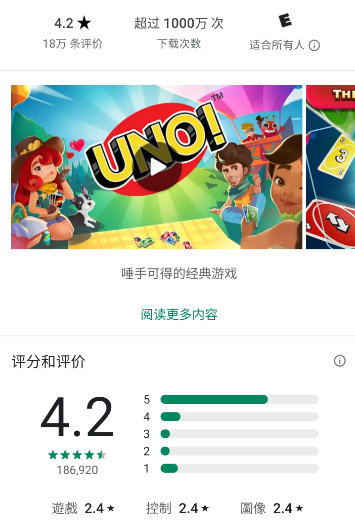 4.2 ★ 超过 1000万 次 E
18万 条评价 下载次数 适合所有人
UNO!™
THE
3
唾手可得的经典游戏
阅读更多内容
评分和评价
4.2
5
4
3
2
1
186,920
遊戲 2.4 ★ 控制 2.4 ★ 圖像 2.4 ★